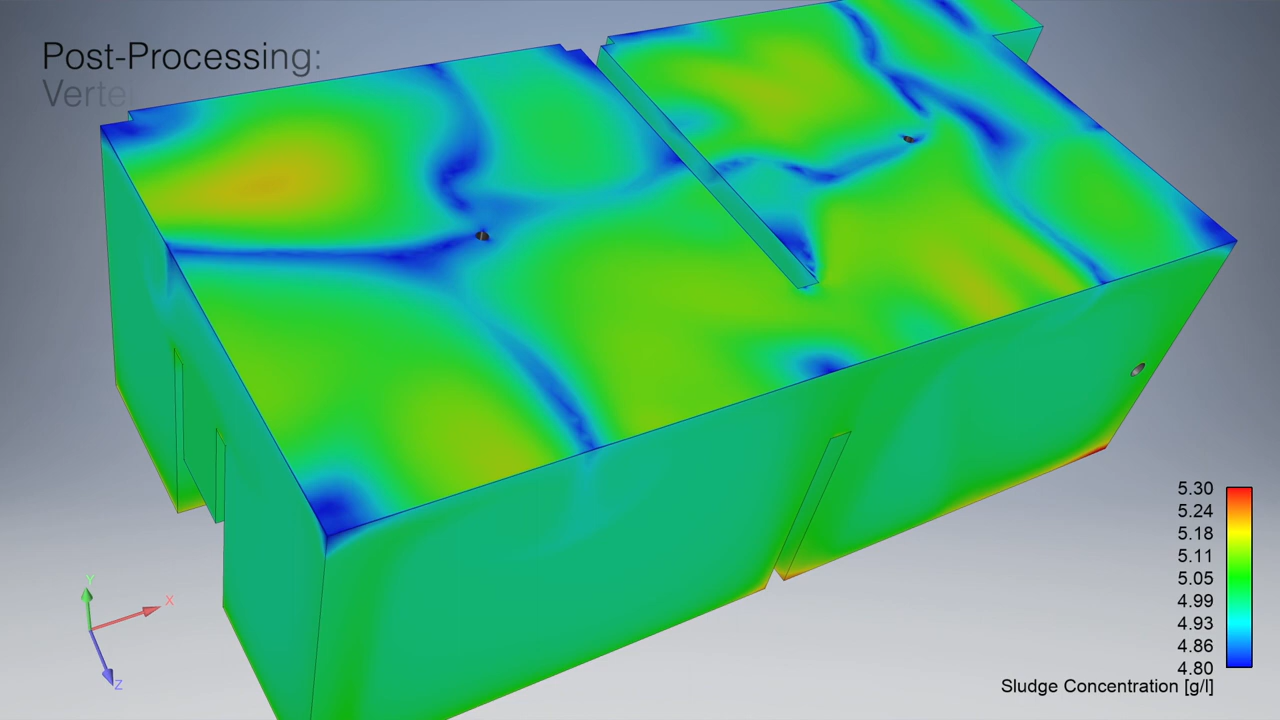 Post-Processing:
Verte
5.30
5.24
5.18
5.11
5.05
4.99
4.93
4.86
4.80
Sludge Concentration [g/l]
Y
X
Z